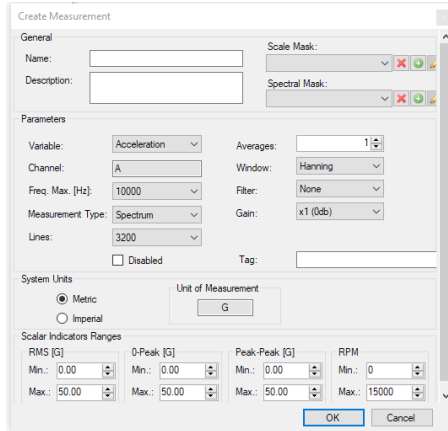 Create Measurement
General
Name:
Scale Mask:
Description:
Spectral Mask:
Parameters
Variable: Acceleration Averages: 1
Channel: A Window: Hanning
Freq. Max. [Hz]: 10000 Filter: None
Measurement Type: Spectrum Gain: x1 (0db)
Lines: 3200
Disabled Tag:
System Units
Metric
Imperial
Unit of Measurement
G
Scalar Indicators Ranges
RMS [G] 0-Peak [G] Peak-Peak [G] RPM
Min.: 0.00 Min.: 0.00 Min.: 0.00 Min.: 0
Max.: 50.00 Max.: 50.00 Max.: 50.00 Max.: 15000
OK Cancel